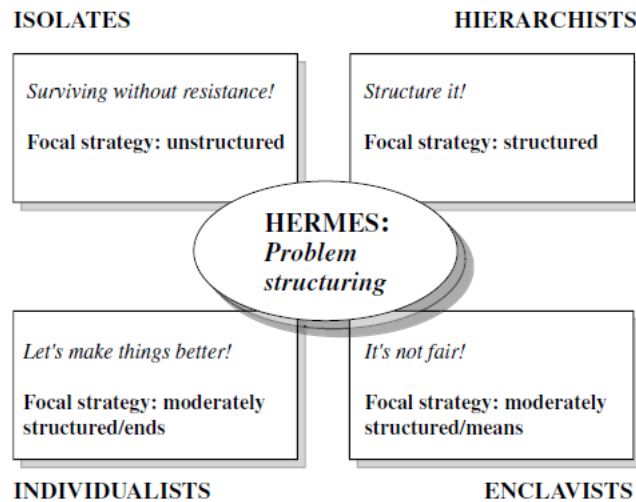 ISOLATES
HIERARCHISTS
Surviving without resistance!
Focal strategy: unstructured
Structure it!
Focal strategy: structured
HERMES:
Problem
structuring
Let's make things better!
Focal strategy: moderately
structured/ends
It's not fair!
Focal strategy: moderately
structured/means
INDIVIDUALISTS
ENCLAVISTS